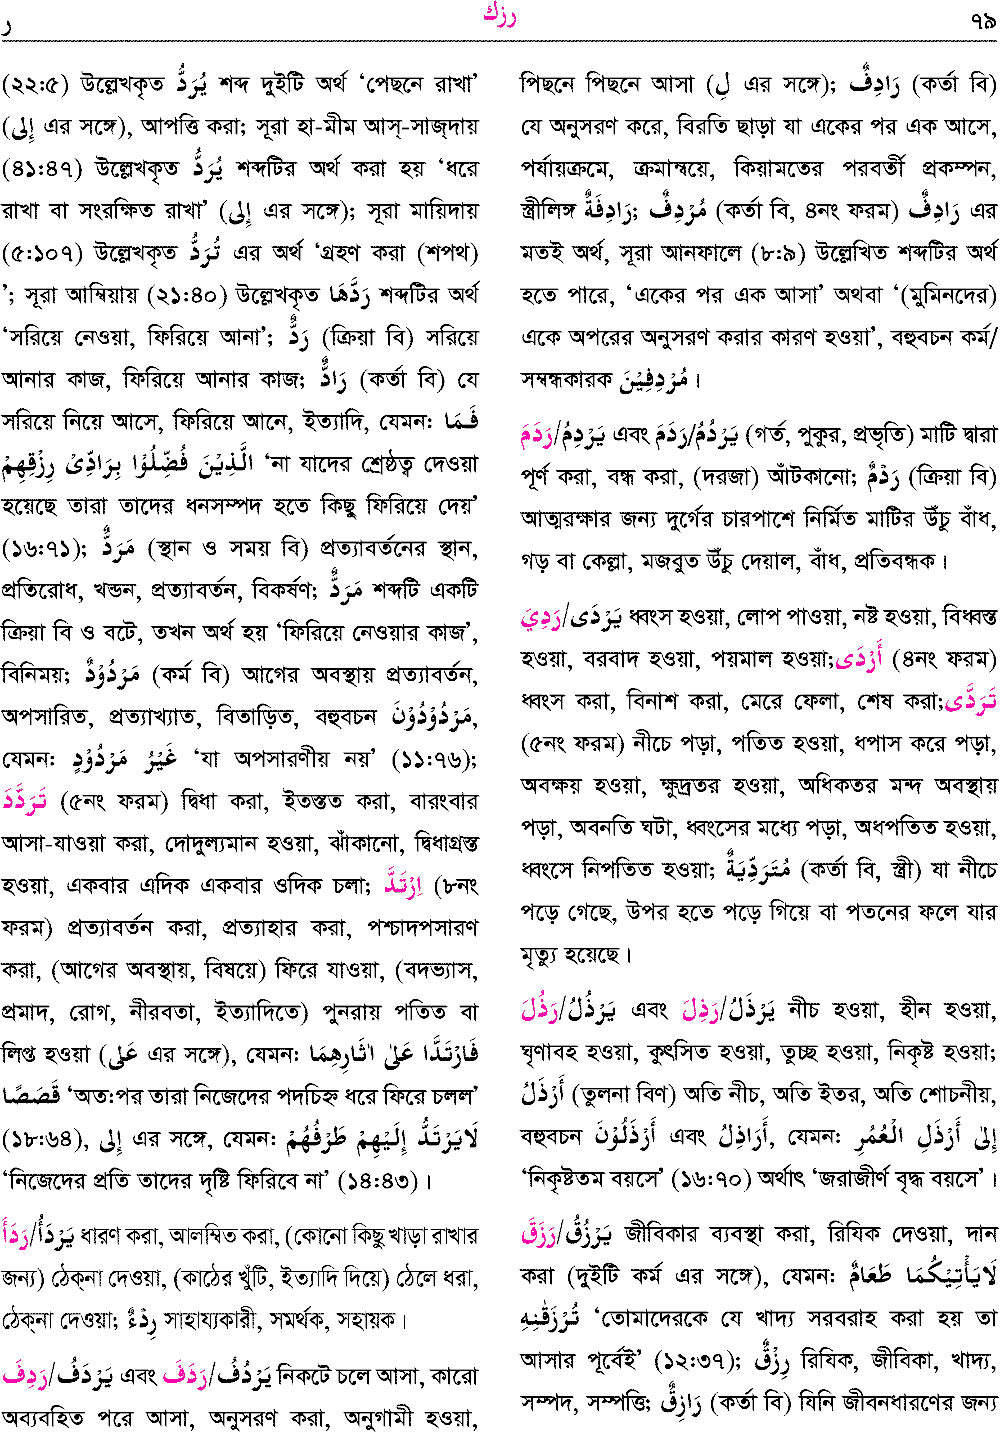 ر رزك ৭৯
(২২:৫) উল্লেখকৃত يُرَدُّ শব্দ দুইটি অর্থ ‘পেছনে রাখা’
(إِلى এর সঙ্গে), আপত্তি করা; সূরা হা-মীম আস্-সাজ্দায়
(৪১:৪৭) উল্লেখকৃত يُرَدُّ শব্দটির অর্থ করা হয় ‘ধরে
রাখা বা সংরক্ষিত রাখা’ (إِلى এর সঙ্গে); সূরা মায়িদায়
(৫:১০৭) উল্লেখকৃত تُرَدُّ এর অর্থ ‘গ্রহণ করা (শপথ)
’; সূরা আম্বিয়ায় (২১:৪০) উল্লেখকৃত رَدَّهَا শব্দটির অর্থ
‘সরিয়ে নেওয়া, ফিরিয়ে আনা’; رَدٌّ (ক্রিয়া বি) সরিয়ে
আনার কাজ, ফিরিয়ে আনার কাজ; رَادٌّ (কর্তা বি) যে
সরিয়ে নিয়ে আসে, ফিরিয়ে আনে, ইত্যাদি, যেমন: فَمَا
الَّذِيْنَ فُضِّلُوْا بِرَادِّىْ رِزْقِهِمْ ‘না যাদের শ্রেষ্ঠত্ব দেওয়া
হয়েছে তারা তাদের ধনসম্পদ হতে কিছু ফিরিয়ে দেয়’
(১৬:৭১); مَرَدٌّ (স্থান ও সময় বি) প্রত্যাবর্তনের স্থান,
প্রতিরোধ, খন্ডন, প্রত্যাবর্তন, বিকর্ষণ; مَرَدٌّ শব্দটি একটি
ক্রিয়া বি ও বটে, তখন অর্থ হয় ‘ফিরিয়ে নেওয়ার কাজ’,
বিনিময়; مَرْدُوْدٌ (কর্ম বি) আগের অবস্থায় প্রত্যাবর্তন,
অপসারিত, প্রত্যাখ্যাত, বিতাড়িত, বহুবচন مَرْدُوْدُوْنَ,
যেমন: غَيْرُ مَرْدُوْدٍ ‘যা অপসারণীয় নয়’ (১১:৭৬);
تَرَدَّدَ (৫নং ফরম) দ্বিধা করা, ইতস্তত করা, বারংবার
আসা-যাওয়া করা, দোদুল্যমান হওয়া, ঝাঁকানো, দ্বিধাগ্রস্ত
হওয়া, একবার এদিক একবার ওদিক চলা; اِرْتَدَّ (৮নং
ফরম) প্রত্যাবর্তন করা, প্রত্যাহার করা, পশ্চাদপসারণ
করা, (আগের অবস্থায়, বিষয়ে) ফিরে যাওয়া, (বদভ্যাস,
প্রমাদ, রোগ, নীরবতা, ইত্যাদিতে) পুনরায় পতিত বা
লিপ্ত হওয়া (عَلى এর সঙ্গে), যেমন: فَارْتَدَّا عَلىٰ اٰثَارِهِمَا
قَصَصًا ‘অত:পর তারা নিজেদের পদচিহ্ন ধরে ফিরে চলল’
(১৮:৬৪), إِلى এর সঙ্গে, যেমন: لَايَرْتَدُّ إِلَيْهِمْ طَرْفُهُمْ
‘নিজেদের প্রতি তাদের দৃষ্টি ফিরিবে না’ (১৪:৪৩)।
رَدَأَ/يَرْدَأُ ধারণ করা, আলম্বিত করা, (কোনো কিছু খাড়া রাখার
জন্য) ঠেক্না দেওয়া, (কাঠের খুঁটি, ইত্যাদি দিয়ে) ঠেলে ধরা,
ঠেক্না দেওয়া; رِدْءٌ সাহায্যকারী, সমর্থক, সহায়ক।
رَدِفَ/يَرْدَفُ এবং رَدَفَ/يَرْدُفُ নিকটে চলে আসা, কারো
অব্যবহিত পরে আসা, অনুসরণ করা, অনুগামী হওয়া,
পিছনে পিছনে আসা (لِ এর সঙ্গে); رَادِفٌ (কর্তা বি)
যে অনুসরণ করে, বিরতি ছাড়া যা একের পর এক আসে,
পর্যায়ক্রমে, ক্রমান্বয়ে, কিয়ামতের পরবর্তী প্রকম্পন,
স্ত্রীলিঙ্গ رَادِفَةٌ; مُرْدِفٌ (কর্তা বি, ৪নং ফরম) رَادِفٌ এর
মতই অর্থ, সূরা আনফালে (৮:৯) উল্লেখিত শব্দটির অর্থ
হতে পারে, ‘একের পর এক আসা’ অথবা ‘(মুমিনদের)
একে অপরের অনুসরণ করার কারণ হওয়া’, বহুবচন কর্ম/
সম্বন্ধকারক مُرْدِفِيْنَ।
رَدَمَ/يَرْدِمُ এবং رَدَمَ/يَرْدُمُ (গর্ত, পুকুর, প্রভৃতি) মাটি দ্বারা
পূর্ণ করা, বন্ধ করা, (দরজা) আঁটকানো; رَدْمٌ (ক্রিয়া বি)
আত্মরক্ষার জন্য দুর্গের চারপাশে নির্মিত মাটির উঁচু বাঁধ,
গড় বা কেল্লা, মজবুত উঁচু দেয়াল, বাঁধ, প্রতিবন্ধক।
رَدِيَ/يَرْدَى ধ্বংস হওয়া, লোপ পাওয়া, নষ্ট হওয়া, বিধ্বস্ত
হওয়া, বরবাদ হওয়া, পয়মাল হওয়া; أَرْدَى (৪নং ফরম)
ধ্বংস করা, বিনাশ করা, মেরে ফেলা, শেষ করা; تَرَدَّى
(৫নং ফরম) নীচে পড়া, পতিত হওয়া, ধপাস করে পড়া,
অবক্ষয় হওয়া, ক্ষুদ্রতর হওয়া, অধিকতর মন্দ অবস্থায়
পড়া, অবনতি ঘটা, ধ্বংসের মধ্যে পড়া, অধপতিত হওয়া,
ধ্বংসে নিপতিত হওয়া; مُتَرَدِّيَةٌ (কর্তা বি, স্ত্রী) যা নীচে
পড়ে গেছে, উপর হতে পড়ে গিয়ে বা পতনের ফলে যার
মৃত্যু হয়েছে।
رَذُلَ/يَرْذُلُ এবং رَذِلَ/يَرْذَلُ নীচ হওয়া, হীন হওয়া,
ঘৃণাবহ হওয়া, কুৎসিত হওয়া, তুচ্ছ হওয়া, নিকৃষ্ট হওয়া;
أَرْذَلُ (তুলনা বিণ) অতি নীচ, অতি ইতর, অতি শোচনীয়,
বহুবচন أَرْذَلُوْنَ এবং أَرَاذِلُ, যেমন: إِلىٰ أَرْذَلِ الْعُمُرِ
‘নিকৃষ্টতম বয়সে’ (১৬:৭০) অর্থাৎ ‘জরাজীর্ণ বৃদ্ধ বয়সে’।
رَزَقَ/يَرْزُقُ জীবিকার ব্যবস্থা করা, রিযিক দেওয়া, দান
করা (দুইটি কর্ম এর সঙ্গে), যেমন: لَايَأْتِيْكُمَا طَعَامٌ
تُرْزَقٰنِهِ ‘তোমাদেরকে যে খাদ্য সরবরাহ করা হয় তা
আসার পূর্বেই’ (১২:৩৭); رِزْقٌ রিযিক, জীবিকা, খাদ্য,
সম্পদ, সম্পত্তি; رَازِقٌ (কর্তা বি) যিনি জীবনধারণের জন্য